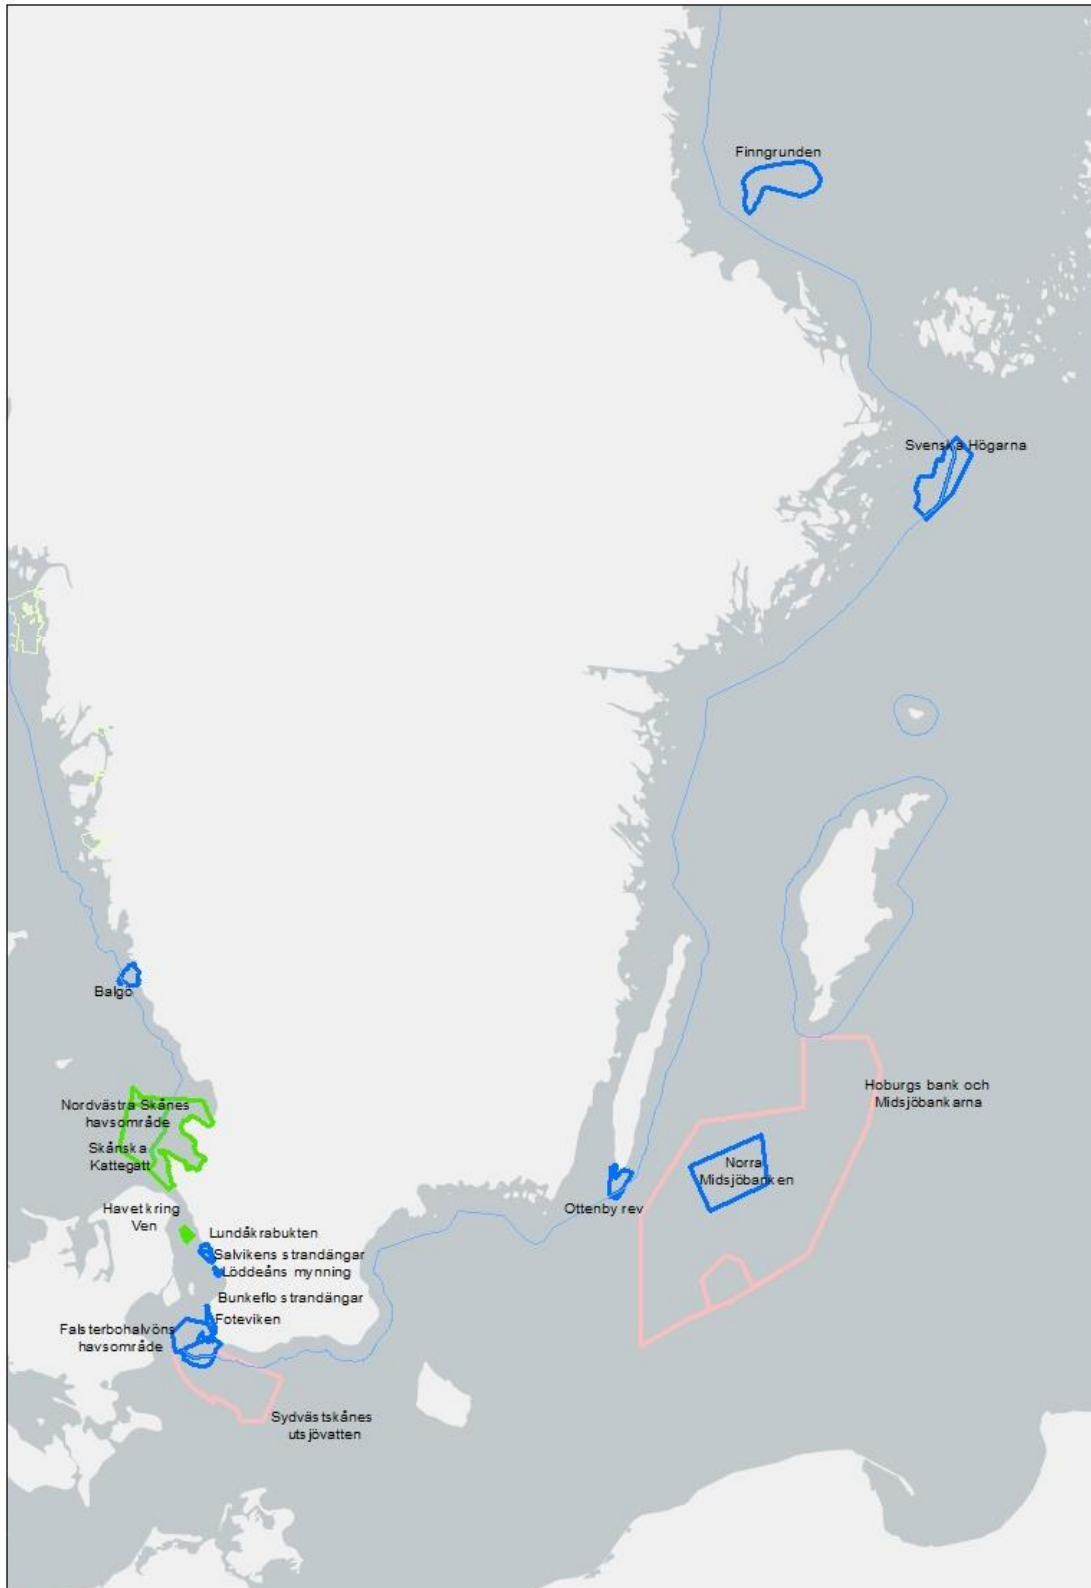 Finngrunden
Svenska Högarna
Balgö
Nordvästra Skånes
havsområde
Hoburgs bank och
Midsjöbankarna
Skånska
Kattegatt
Norra
Midsjöbanken
Ottenby rev
Havet kring
Ven
Lundåkrabukten
Salvikens strandängar
Löddeåns mynning
Bunkeflo strandängar
Foteviken
Falsterbohalvöns
havsområde
Sydvästskånes
utsjövatten